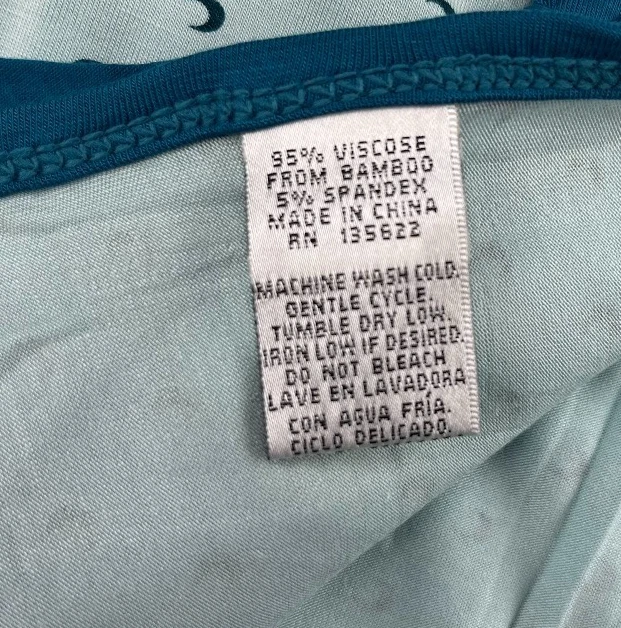 95% VISCOSE
FROM BAMBOO
5% SPANDEX
MADE IN CHINA
RN 135622
MACHINE WASH COLD.
GENTLE CYCLE.
TUMBLE DRY LOW.
IRON LOW IF DESIRED.
DO NOT BLEACH
LAVE EN LAVADORA
CON AGUA FRÍA.
CICLO DELICADO.